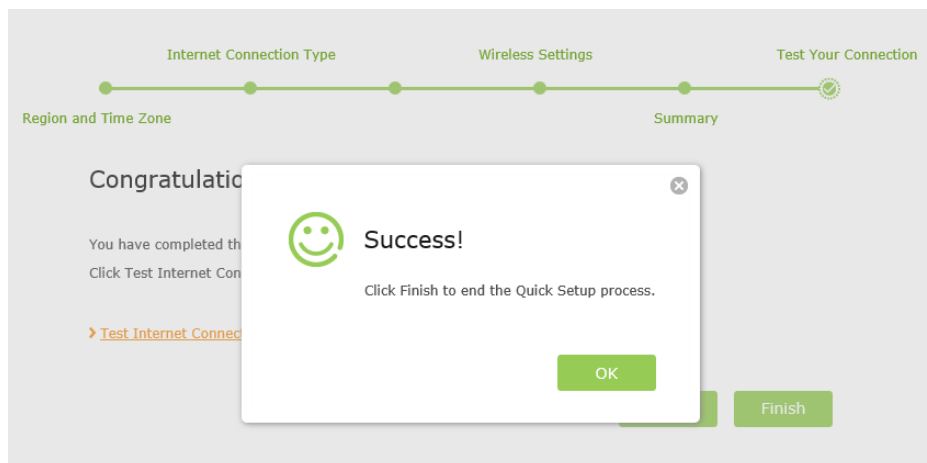 Internet Connection Type
Wireless Settings
Test Your Connection
Region and Time Zone
Summary
Congratulatio
You have completed th
Click Test Internet Con
Test Internet Connect
Success!
Click Finish to end the Quick Setup process.
OK
Finish